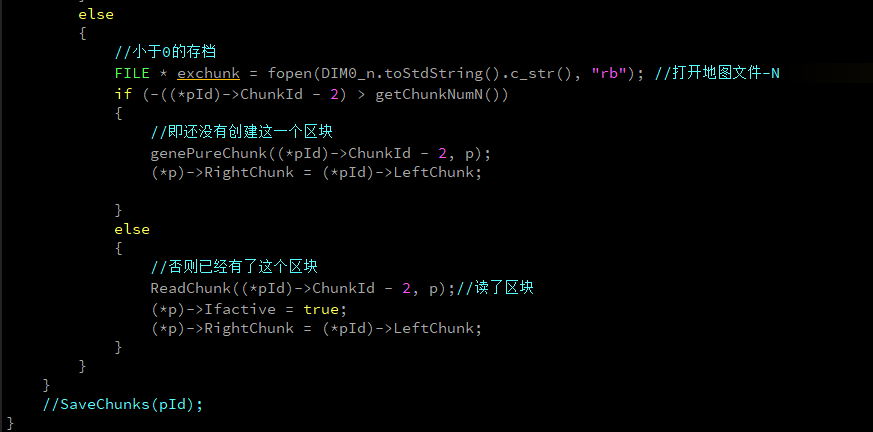 else
{
//小于0的存档
FILE * exchunk = fopen(DIM0_n.toStdString().c_str(), "rb"); //打开地图文件-N
if (-((*pId)->ChunkId - 2) > getChunkNumN())
{
//即还没有创建这一个区块
genePureChunk((*pId)->ChunkId - 2, p);
(*p)->RightChunk = (*pId)->LeftChunk;
}
else
{
//否则已经有了这个区块
ReadChunk((*pId)->ChunkId - 2, p);//读了区块
(*p)->Ifactive = true;
(*p)->RightChunk = (*pId)->LeftChunk;
}
}
}
//SaveChunks(pId);
}